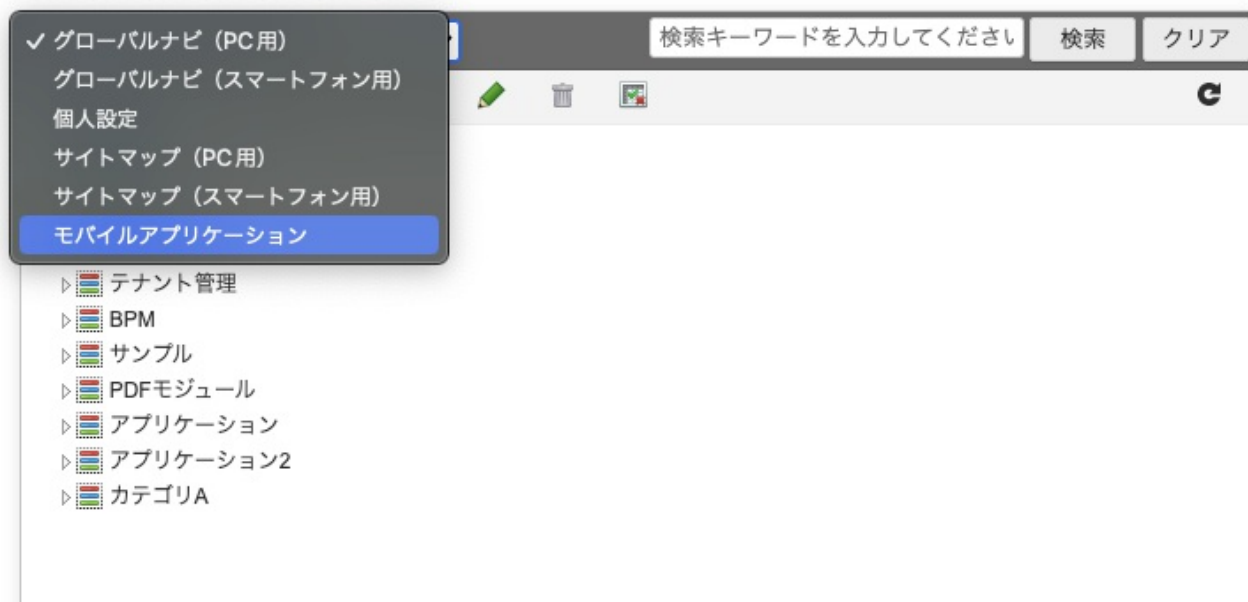 ✓ グローバルナビ（PC用）
グローバルナビ（スマートフォン用）
個人設定
サイトマップ（PC用）
サイトマップ（スマートフォン用）
モバイルアプリケーション
検索キーワードを入力してくださ
検索
クリア
テナント管理
BPM
サンプル
PDFモジュール
アプリケーション
アプリケーション2
カテゴリA